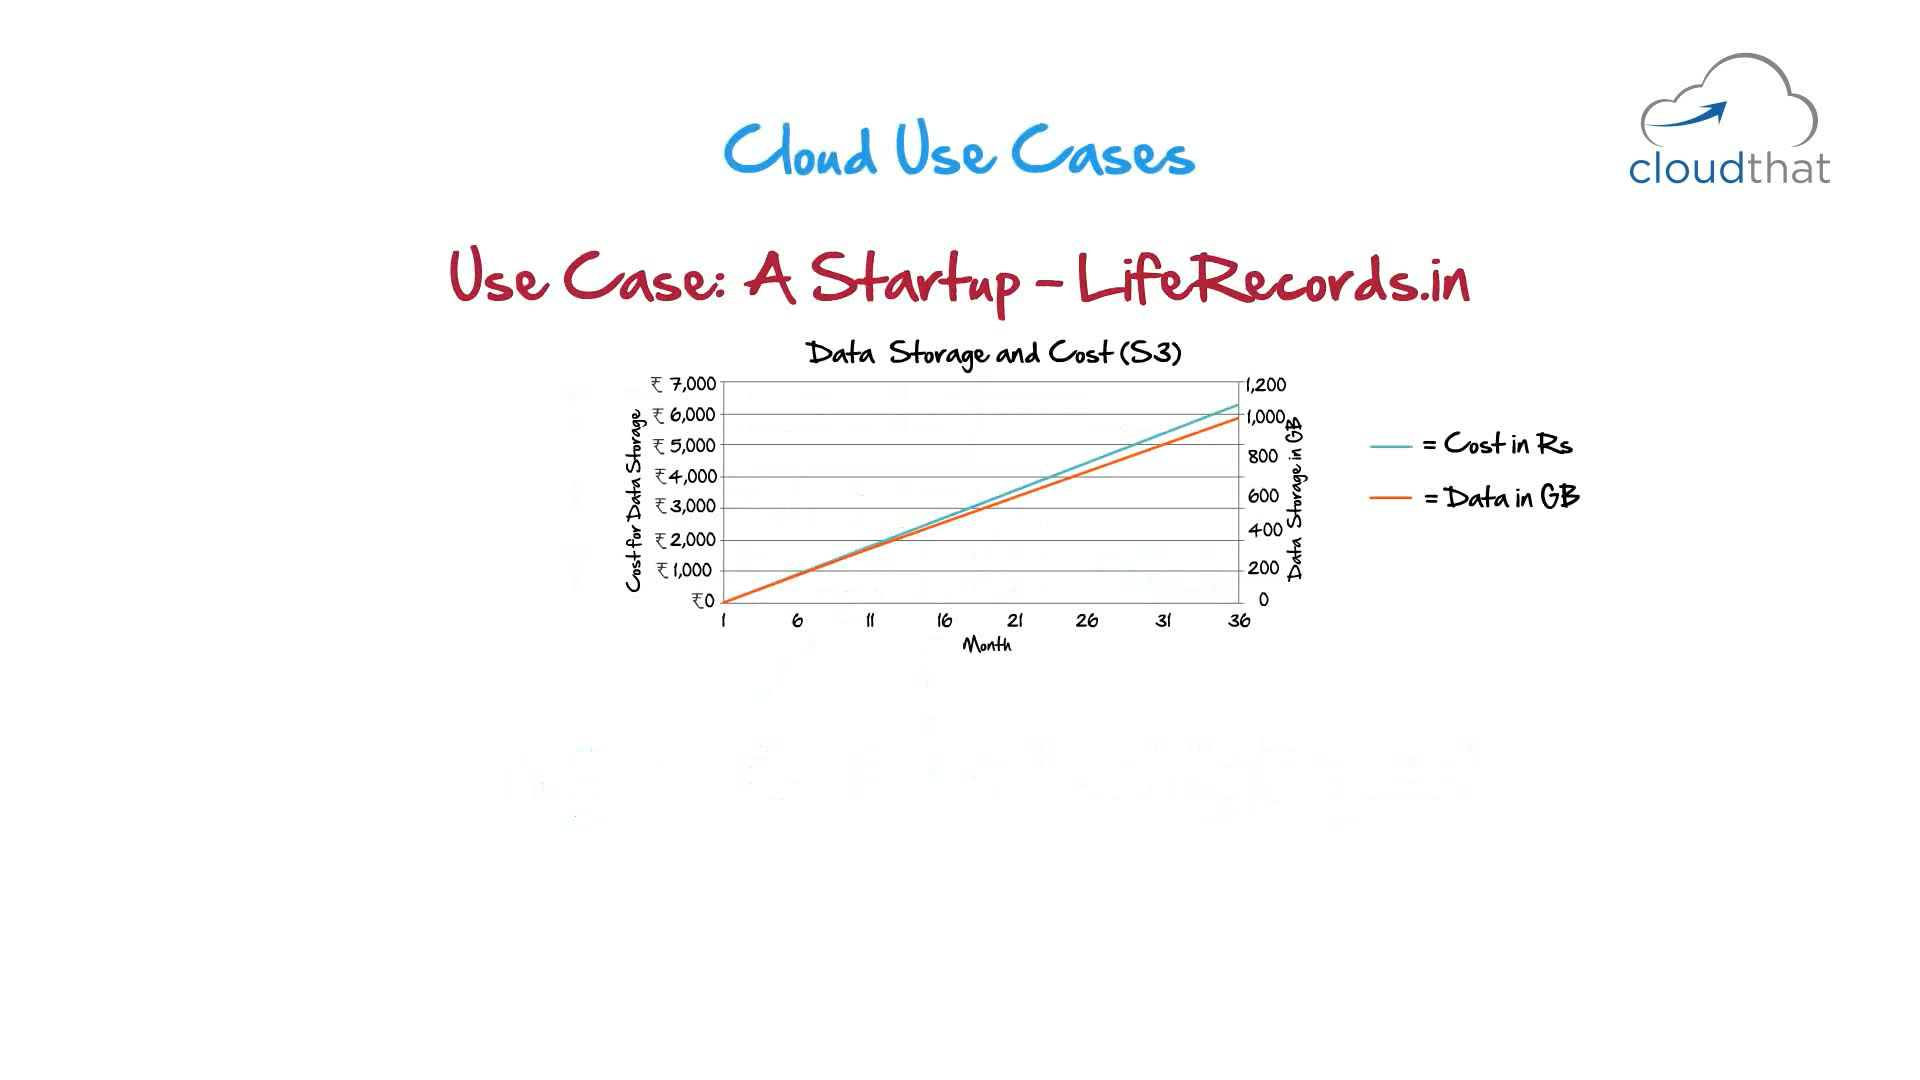 cloudthat
Cloud Use Cases
Use Case: A Startup - LifeRecords.in
Data Storage and Cost (S3)
Cost for Data Storage
₹ 7,000
₹ 6,000
₹ 5,000
₹ 4,000
₹ 3,000
₹ 2,000
₹ 1,000
₹0
1,200
1,000
800
600
400
200
0
Data Storage in GB
1 6 11 16 21 26 31 36
Month
= Cost in Rs
= Data in GB